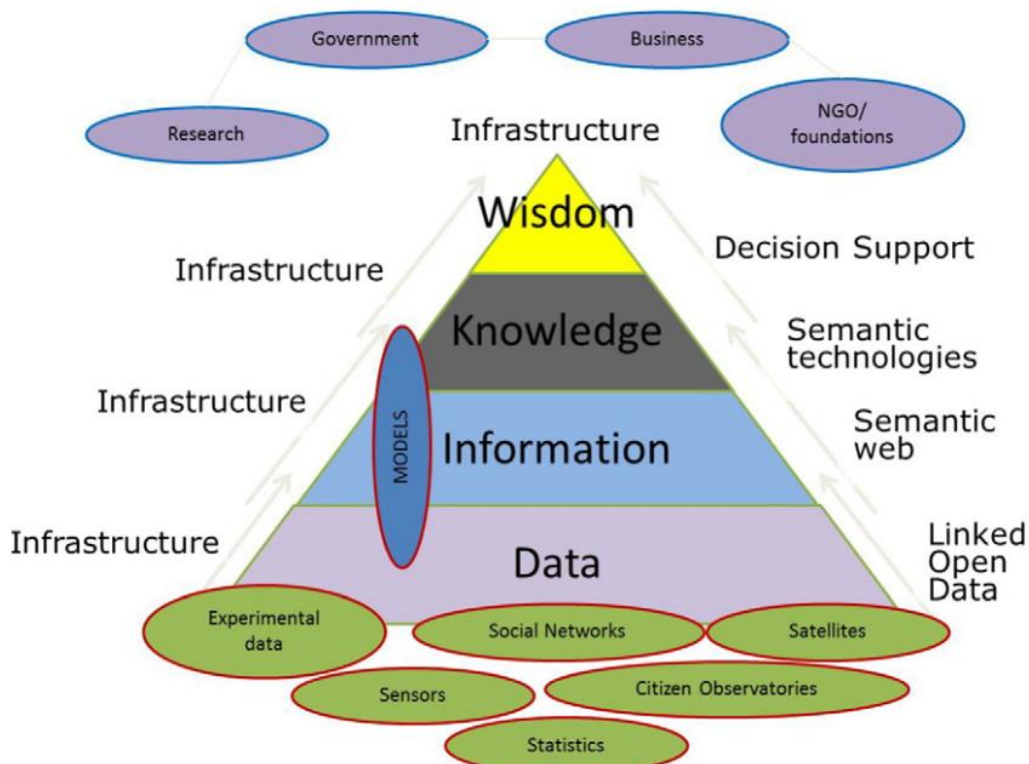 Government
Business
Research
NGO/
foundations
Infrastructure
Wisdom
Decision Support
Infrastructure
Knowledge
Semantic
technologies
Infrastructure
MODELS
Information
Semantic
web
Infrastructure
Data
Linked
Open
Data
Experimental
data
Social Networks
Satellites
Sensors
Citizen Observatories
Statistics